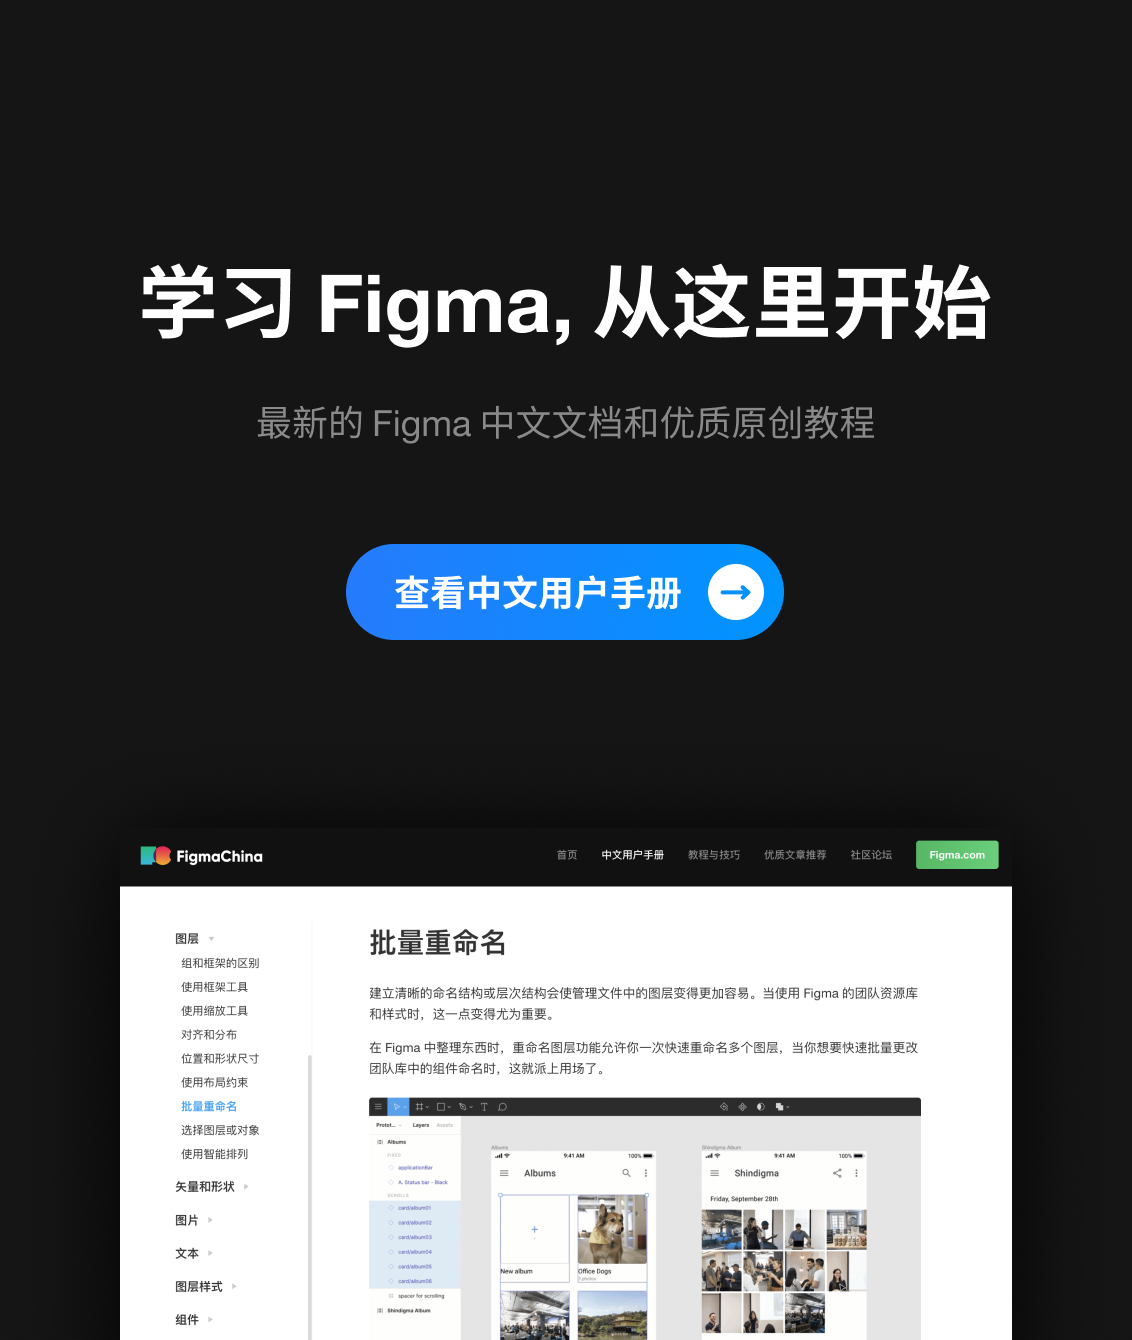 学习 Figma, 从这里开始
最新的 Figma 中文文档和优质原创教程
查看中文用户手册
FigmaChina
首页 中文用户手册 教程与技巧 优质文章推荐 社区论坛 Figma.com
图层
组和框架的区别
使用框架工具
使用缩放工具
对齐和分布
位置和形状尺寸
使用布局约束
批量重命名
选择图层或对象
使用智能排列
矢量和形状
图片
文本
图层样式
组件
批量重命名
建立清晰的命名结构或层次结构会使管理文件中的图层变得更加容易。当使用 Figma 的团队资源库
和样式时，这一点变得尤为重要。
在 Figma 中整理东西时，重命名图层功能允许你一次快速重命名多个图层，当你想要快速批量更改
团队库中的组件命名时，这就派上用场了。
Protot... Layers Assets
Albums
FIXED
applicationBar
A. Status bar - Black
SCROLLS
card/album01
card/album02
card/album03
card/album04
card/album05
card/album06
spacer for scrolling
Shindigma Album
Albums
9:41 AM 100%
Albums
New album
Office Dogs
Shindigma Album
9:41 AM 100%
Shindigma
Friday, September 28th